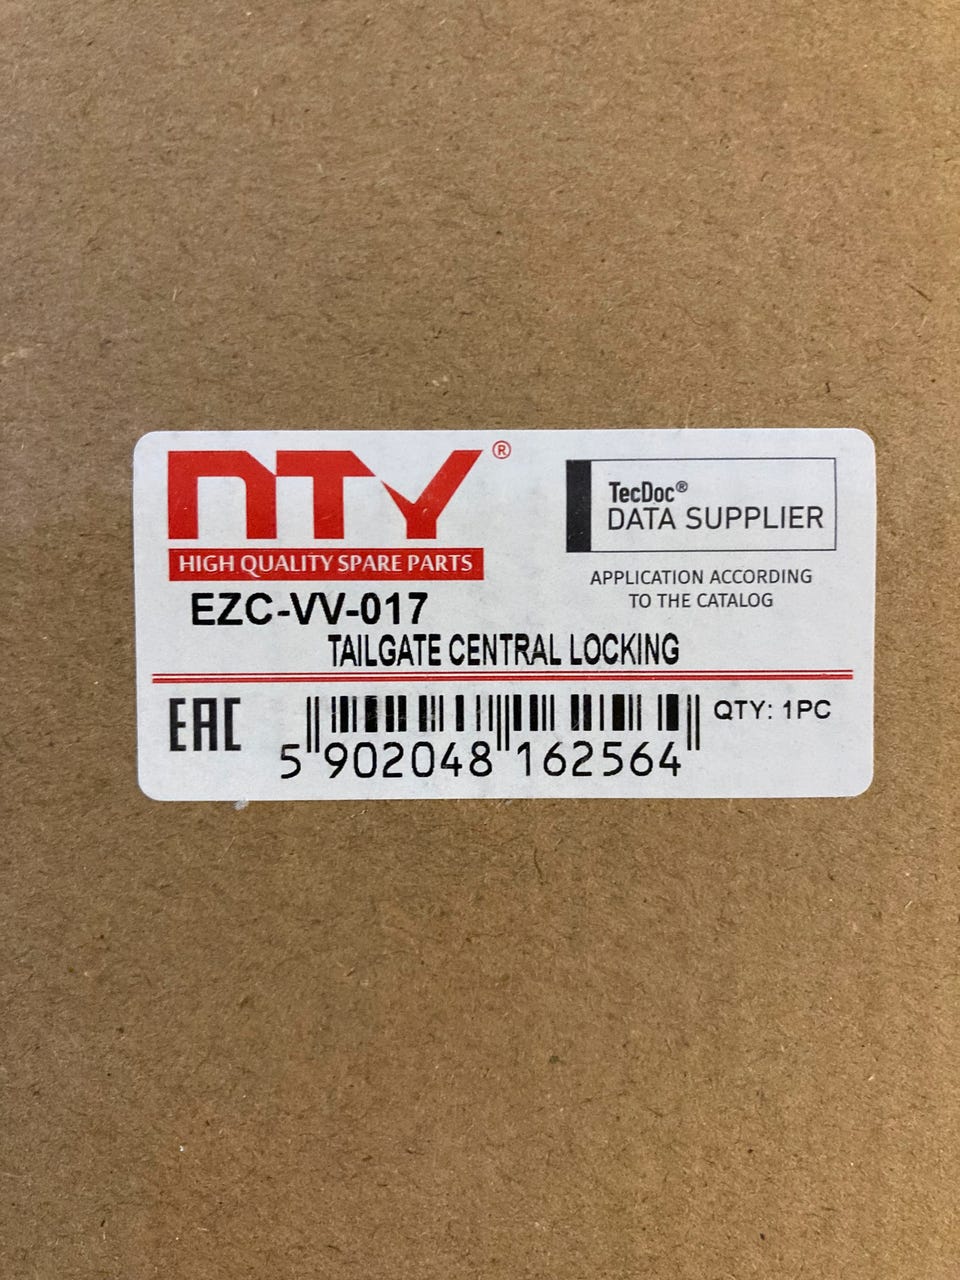 NTY®
HIGH QUALITY SPARE PARTS
TecDoc®
DATA SUPPLIER
APPLICATION ACCORDING
TO THE CATALOG
EZC-VV-017
TAILGATE CENTRAL LOCKING
EAC
QTY: 1PC
5 902048 162564